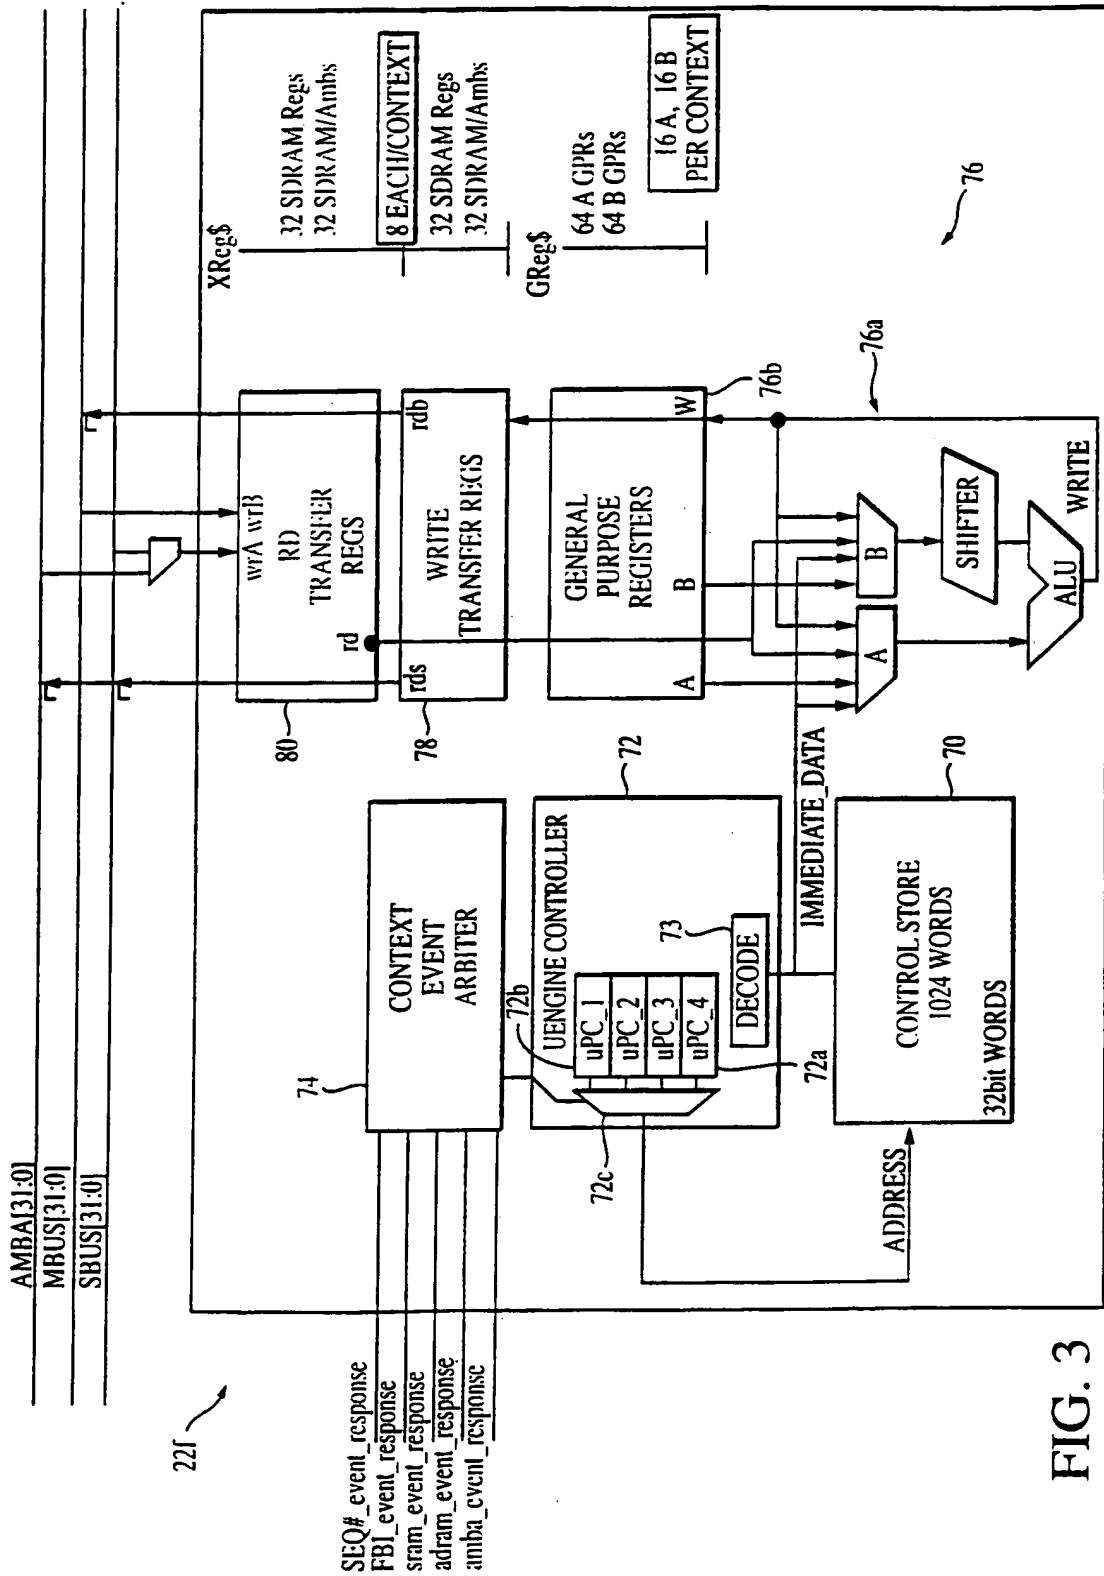 AMBA[31:0]
MBUS[31:0]
SBUS[31:0]
22f
SEQ#_event_response
FBI_event_response
sram_event_response
adram_event_response
amba_event_response
74
CONTEXT
EVENT
ARBITER
72b
UENGINE CONTROLLER
72
uPC_1
uPC_2
uPC_3
uPC_4
72a
72c
73
DECODE
ADDRESS
IMMEDIATE_DATA
70
CONTROL STORE
1024 WORDS
32bit WORDS
80
wrA wrB
RD
TRANSFER
REGS
rd
78
rds
rdb
WRITE
TRANSFER REGS
GENERAL
PURPOSE
REGISTERS
A
B
W
76b
76a
A
B
SHIFTER
ALU
WRITE
XReg$
32 SDRAM Regs
32 SDRAM/Ambs
8 EACH/CONTEXT
32 SDRAM Regs
32 SDRAM/Ambs
GReg$
64 A GPRs
64 B GPRs
16 A, 16 B
PER CONTEXT
76
FIG. 3